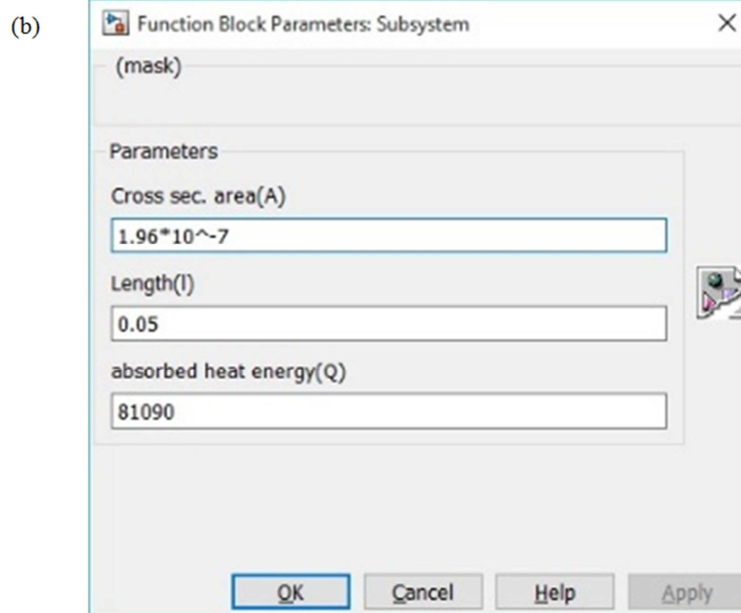 (b)
Function Block Parameters: Subsystem
(mask)
Parameters
Cross sec. area(A)
1.96*10^-7
Length(l)
0.05
absorbed heat energy(Q)
81090
OK Cancel Help Apply